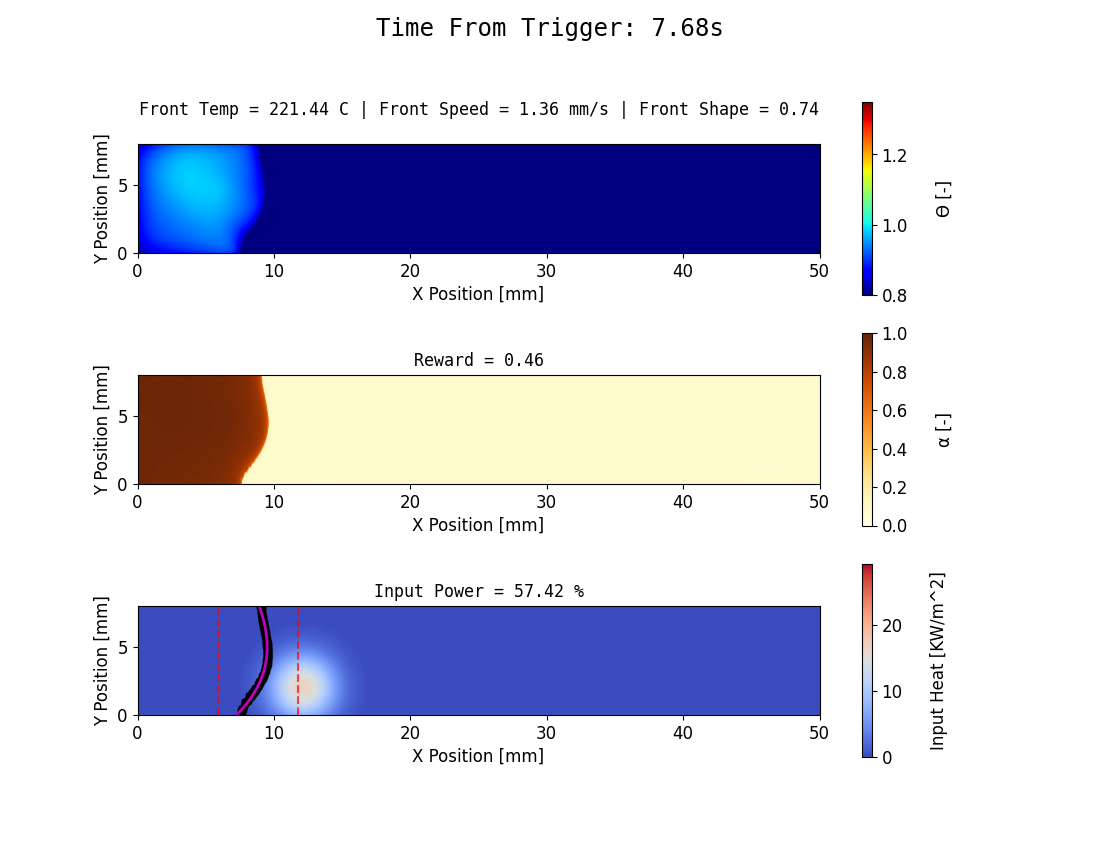 Time From Trigger: 7.68s
Front Temp = 221.44 C | Front Speed = 1.36 mm/s | Front Shape = 0.74
Y Position [mm]
5
0
0 10 20 30 40 50
X Position [mm]
1.2
1.0
0.8
Θ [-]
Reward = 0.46
Y Position [mm]
5
0
0 10 20 30 40 50
X Position [mm]
1.0
0.8
0.6
0.4
0.2
0.0
α [-]
Input Power = 57.42 %
Y Position [mm]
5
0
0 10 20 30 40 50
X Position [mm]
20
10
0
Input Heat [KW/m^2]